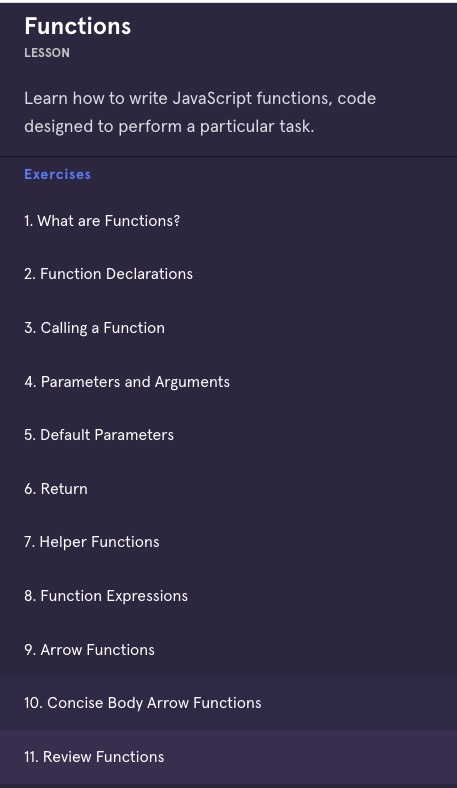 Functions
LESSON
Learn how to write JavaScript functions, code
designed to perform a particular task.
Exercises
1. What are Functions?
2. Function Declarations
3. Calling a Function
4. Parameters and Arguments
5. Default Parameters
6. Return
7. Helper Functions
8. Function Expressions
9. Arrow Functions
10. Concise Body Arrow Functions
11. Review Functions